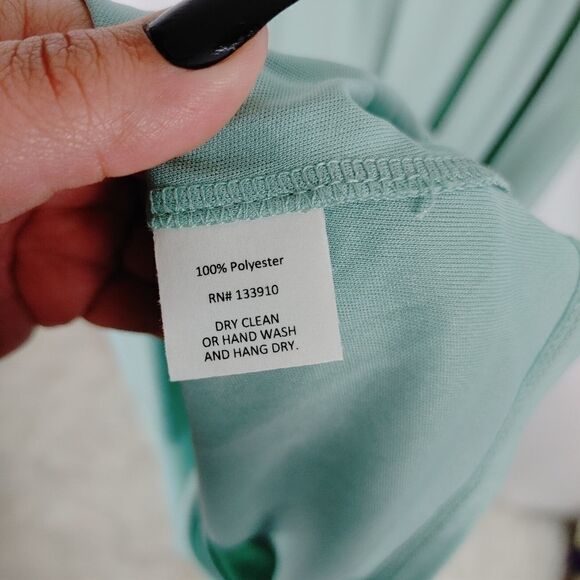 100% Polyester
RN# 133910
DRY CLEAN
OR HAND WASH
AND HANG DRY.